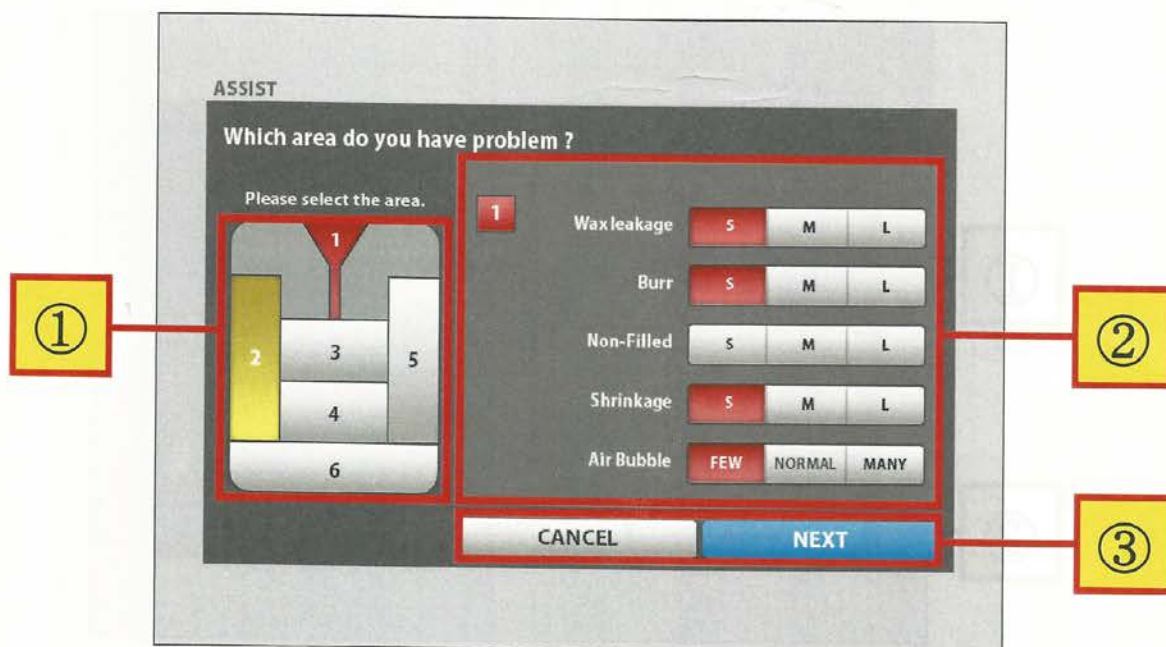 ASSIST
Which area do you have problem ?
Please select the area.
1
2
3
4
5
6
1
Wax leakage S M L
Burr S M L
Non-Filled S M L
Shrinkage S M L
Air Bubble FEW NORMAL MANY
CANCEL NEXT
①
②
③